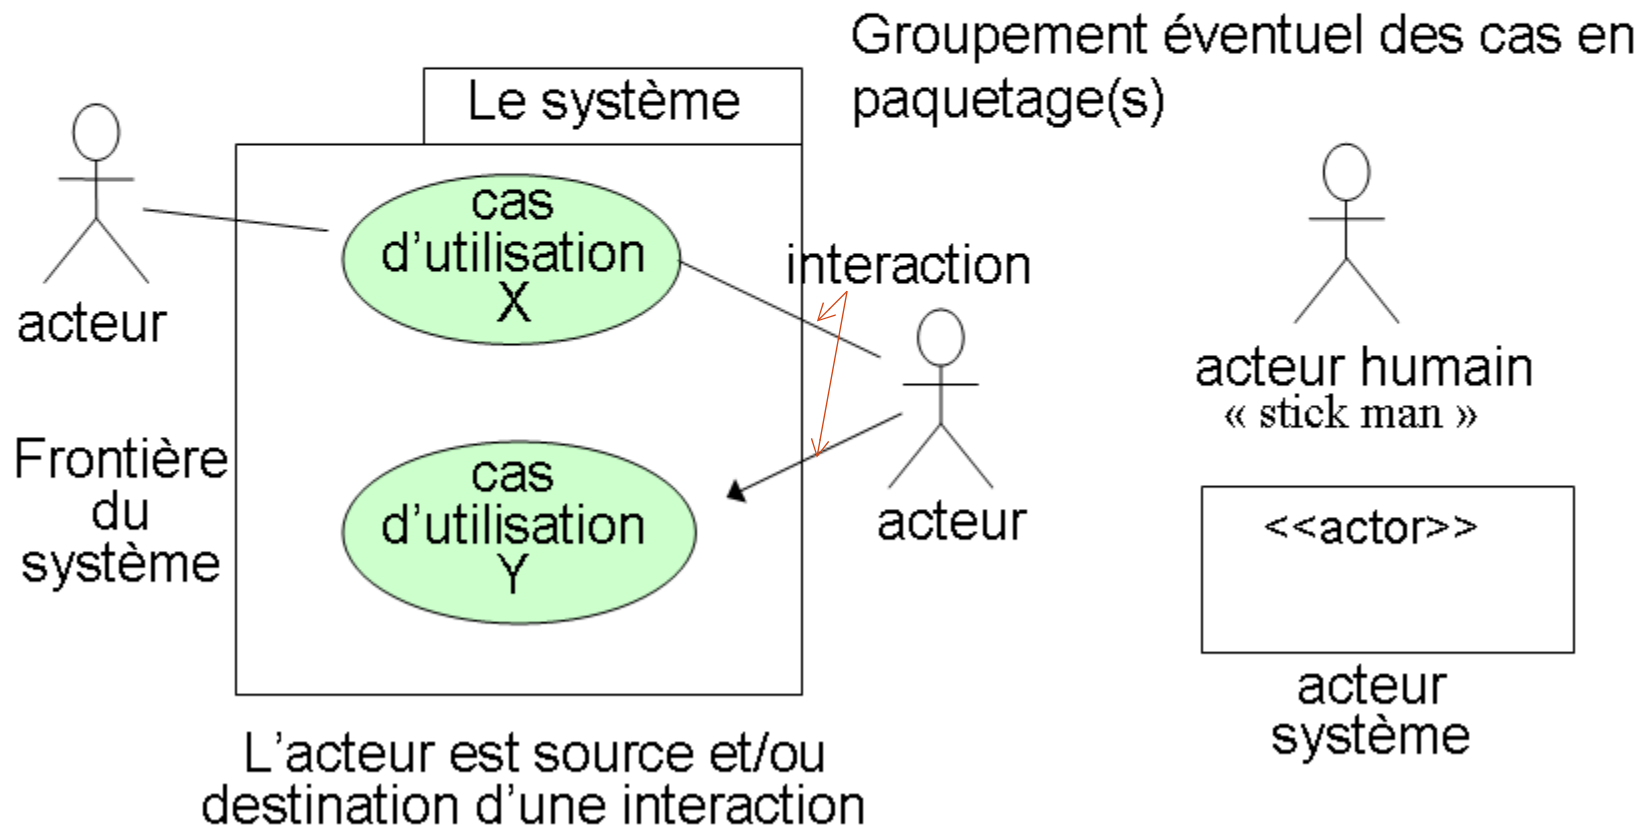 Groupement éventuel des cas en
paquetage(s)
Le système
cas
d’utilisation
X
interaction
acteur
acteur humain
« stick man »
Frontière
du
système
cas
d’utilisation
Y
acteur
<<actor>>
acteur
système
L’acteur est source et/ou
destination d’une interaction